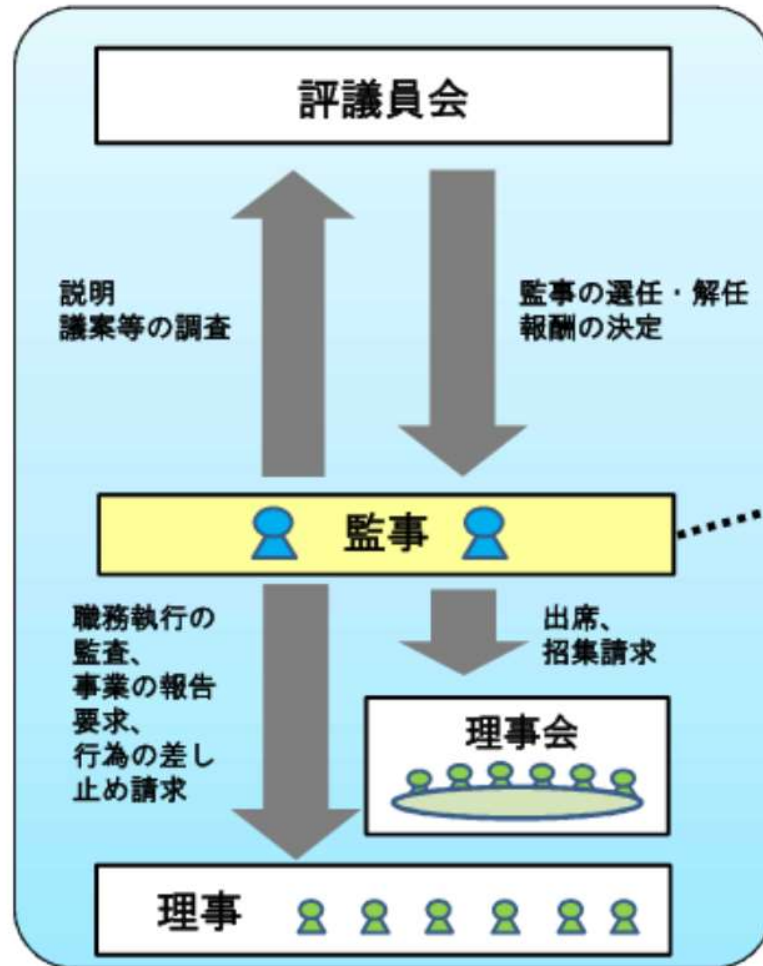 評議員会
説明
議案等の調査
監事の選任・解任
報酬の決定
監事
職務執行の
監査、
事業の報告
要求、
行為の差し
止め請求
出席、
招集請求
理事会
理事